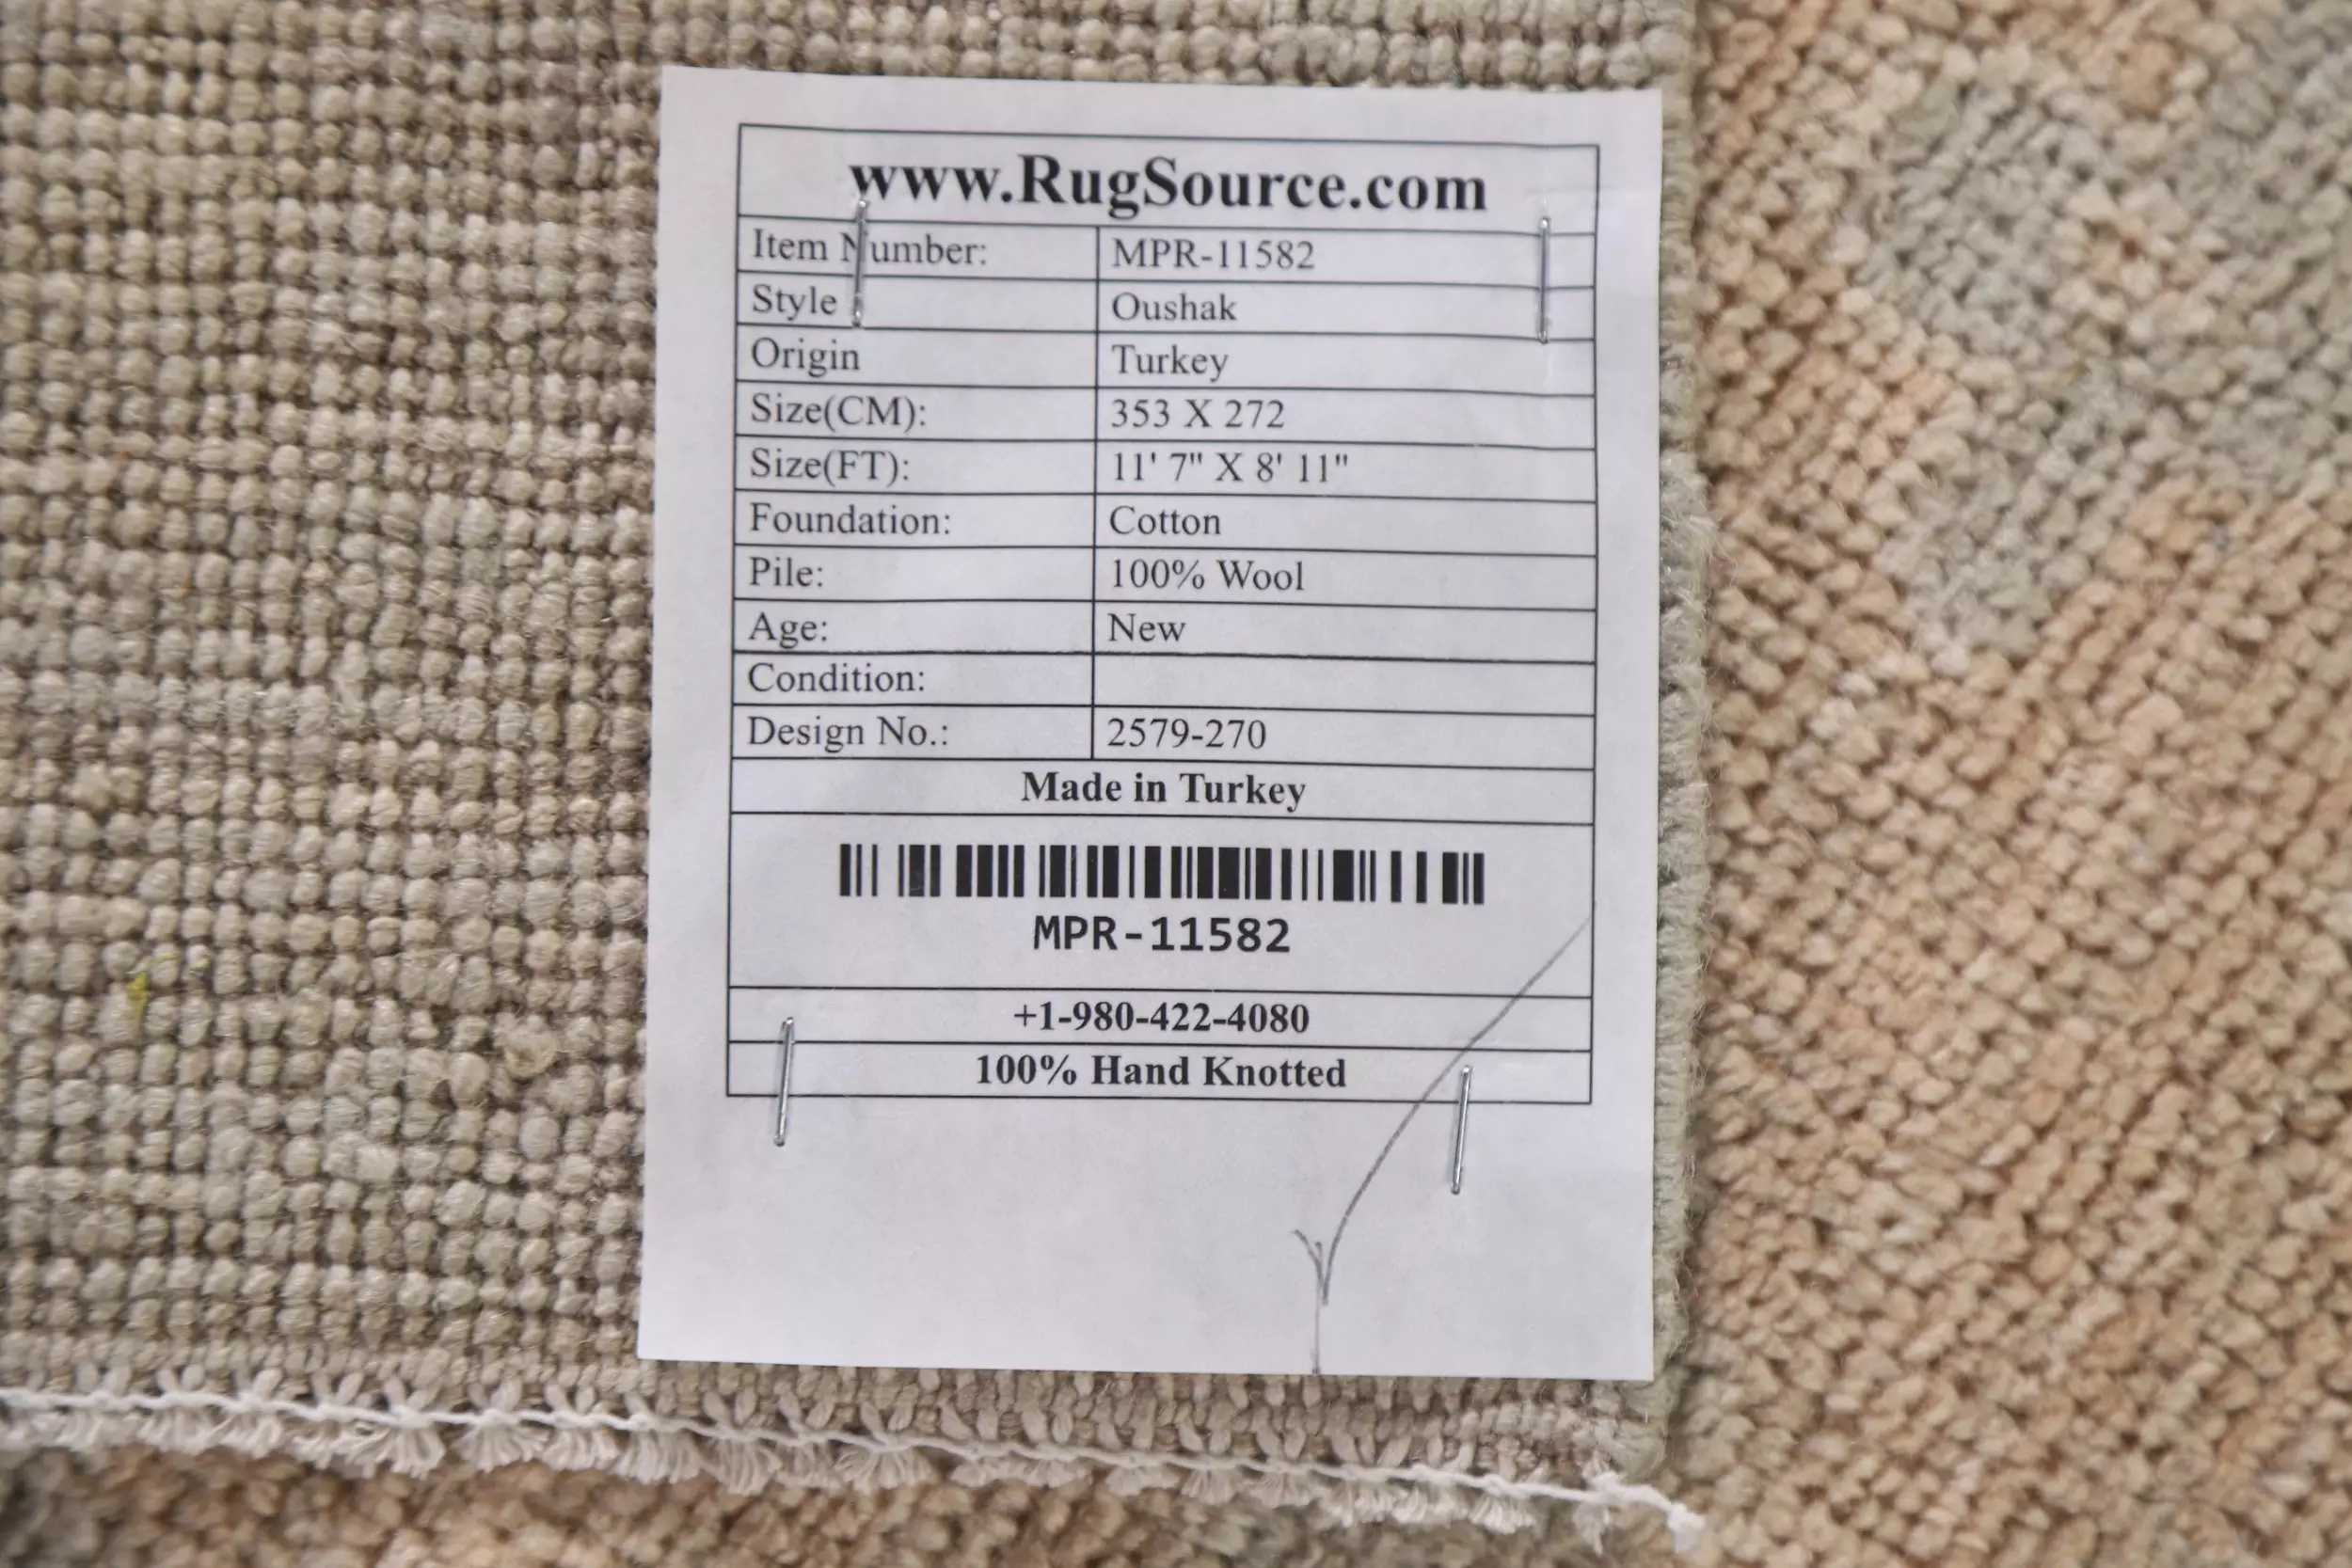 www.RugSource.com
Item Number: MPR-11582
Style Oushak
Origin Turkey
Size(CM): 353 X 272
Size(FT): 11' 7" X 8' 11"
Foundation: Cotton
Pile: 100% Wool
Age: New
Condition:
Design No.: 2579-270
Made in Turkey
MPR-11582
+1-980-422-4080
100% Hand Knotted